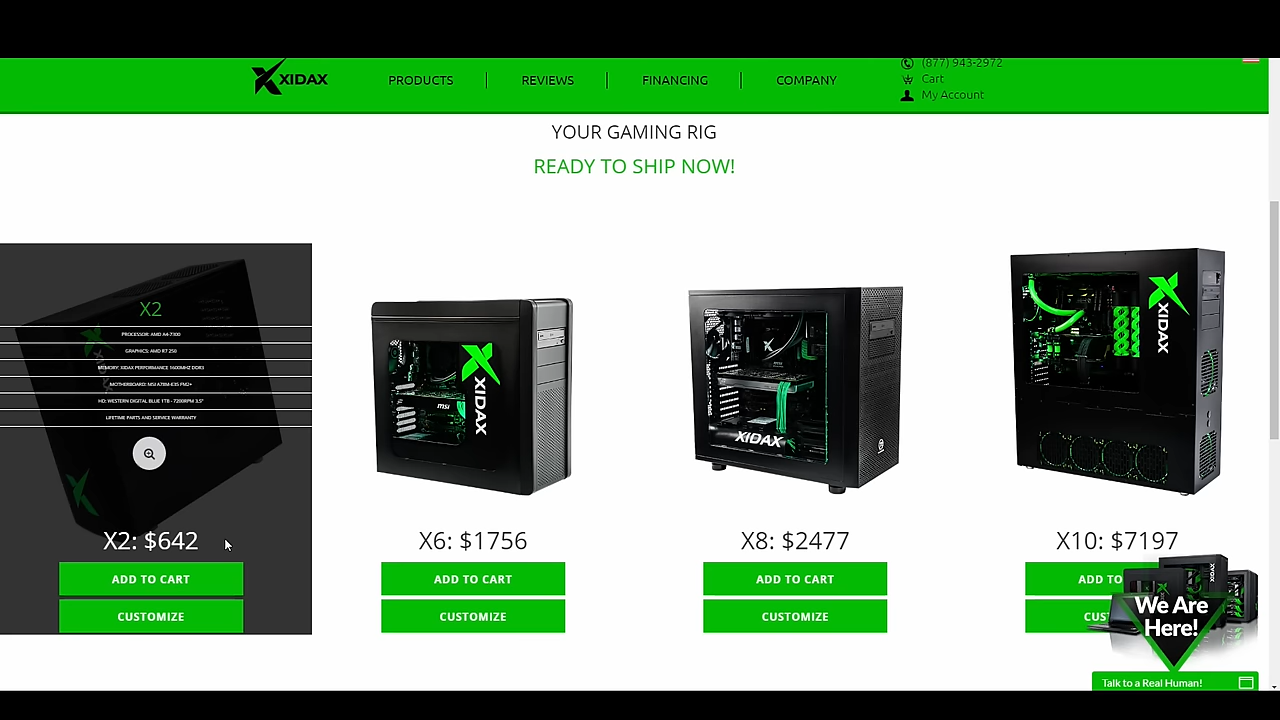 XIDAX
PRODUCTS
REVIEWS
FINANCING
COMPANY
(877) 943-2972
Cart
My Account
YOUR GAMING RIG
READY TO SHIP NOW!
X2
PROCESSOR: AMD A4-7300
GRAPHICS: AMD R7 250
MEMORY: XIDAX PERFORMANCE 1600MHZ DDR3
MOTHERBOARD: MSI A78M-E35 FM2+
HD: WESTERN DIGITAL BLUE 1TB - 7200RPM 3.5"
LIFETIME PARTS AND SERVICE WARRANTY
XIDAX
msi
XIDAX
XIDAX
X2: $642
X6: $1756
X8: $2477
X10: $7197
ADD TO CART
ADD TO CART
ADD TO CART
ADD TO
CUSTOMIZE
CUSTOMIZE
CUSTOMIZE
CUS
We Are
Here!
Talk to a Real Human!